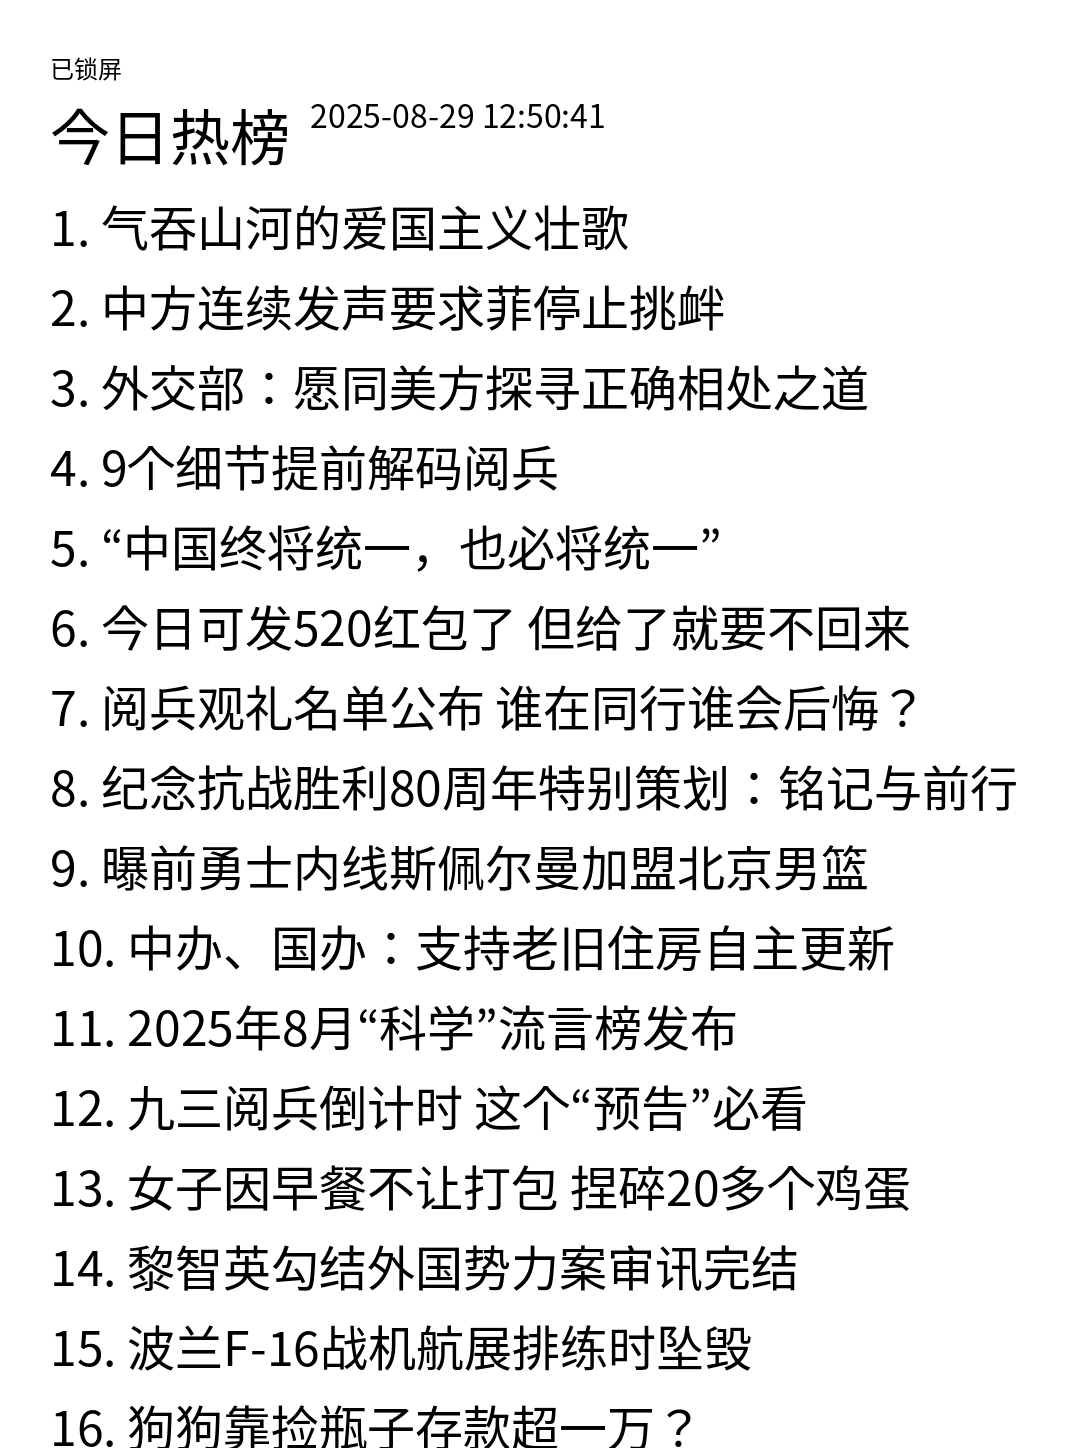 已锁屏
今日热榜 2025-08-29 12:50:41
1. 气吞山河的爱国主义壮歌
2. 中方连续发声要求菲停止挑衅
3. 外交部：愿同美方探寻正确相处之道
4. 9个细节提前解码阅兵
5. “中国终将统一，也必将统一”
6. 今日可发520红包了 但给了就要不回来
7. 阅兵观礼名单公布 谁在同行谁会后悔？
8. 纪念抗战胜利80周年特别策划：铭记与前行
9. 曝前勇士内线斯佩尔曼加盟北京男篮
10. 中办、国办：支持老旧住房自主更新
11. 2025年8月“科学”流言榜发布
12. 九三阅兵倒计时 这个“预告”必看
13. 女子因早餐不让打包 捏碎20多个鸡蛋
14. 黎智英勾结外国势力案审讯完结
15. 波兰F-16战机航展排练时坠毁
16. 狗狗靠捡瓶子存款超一万？